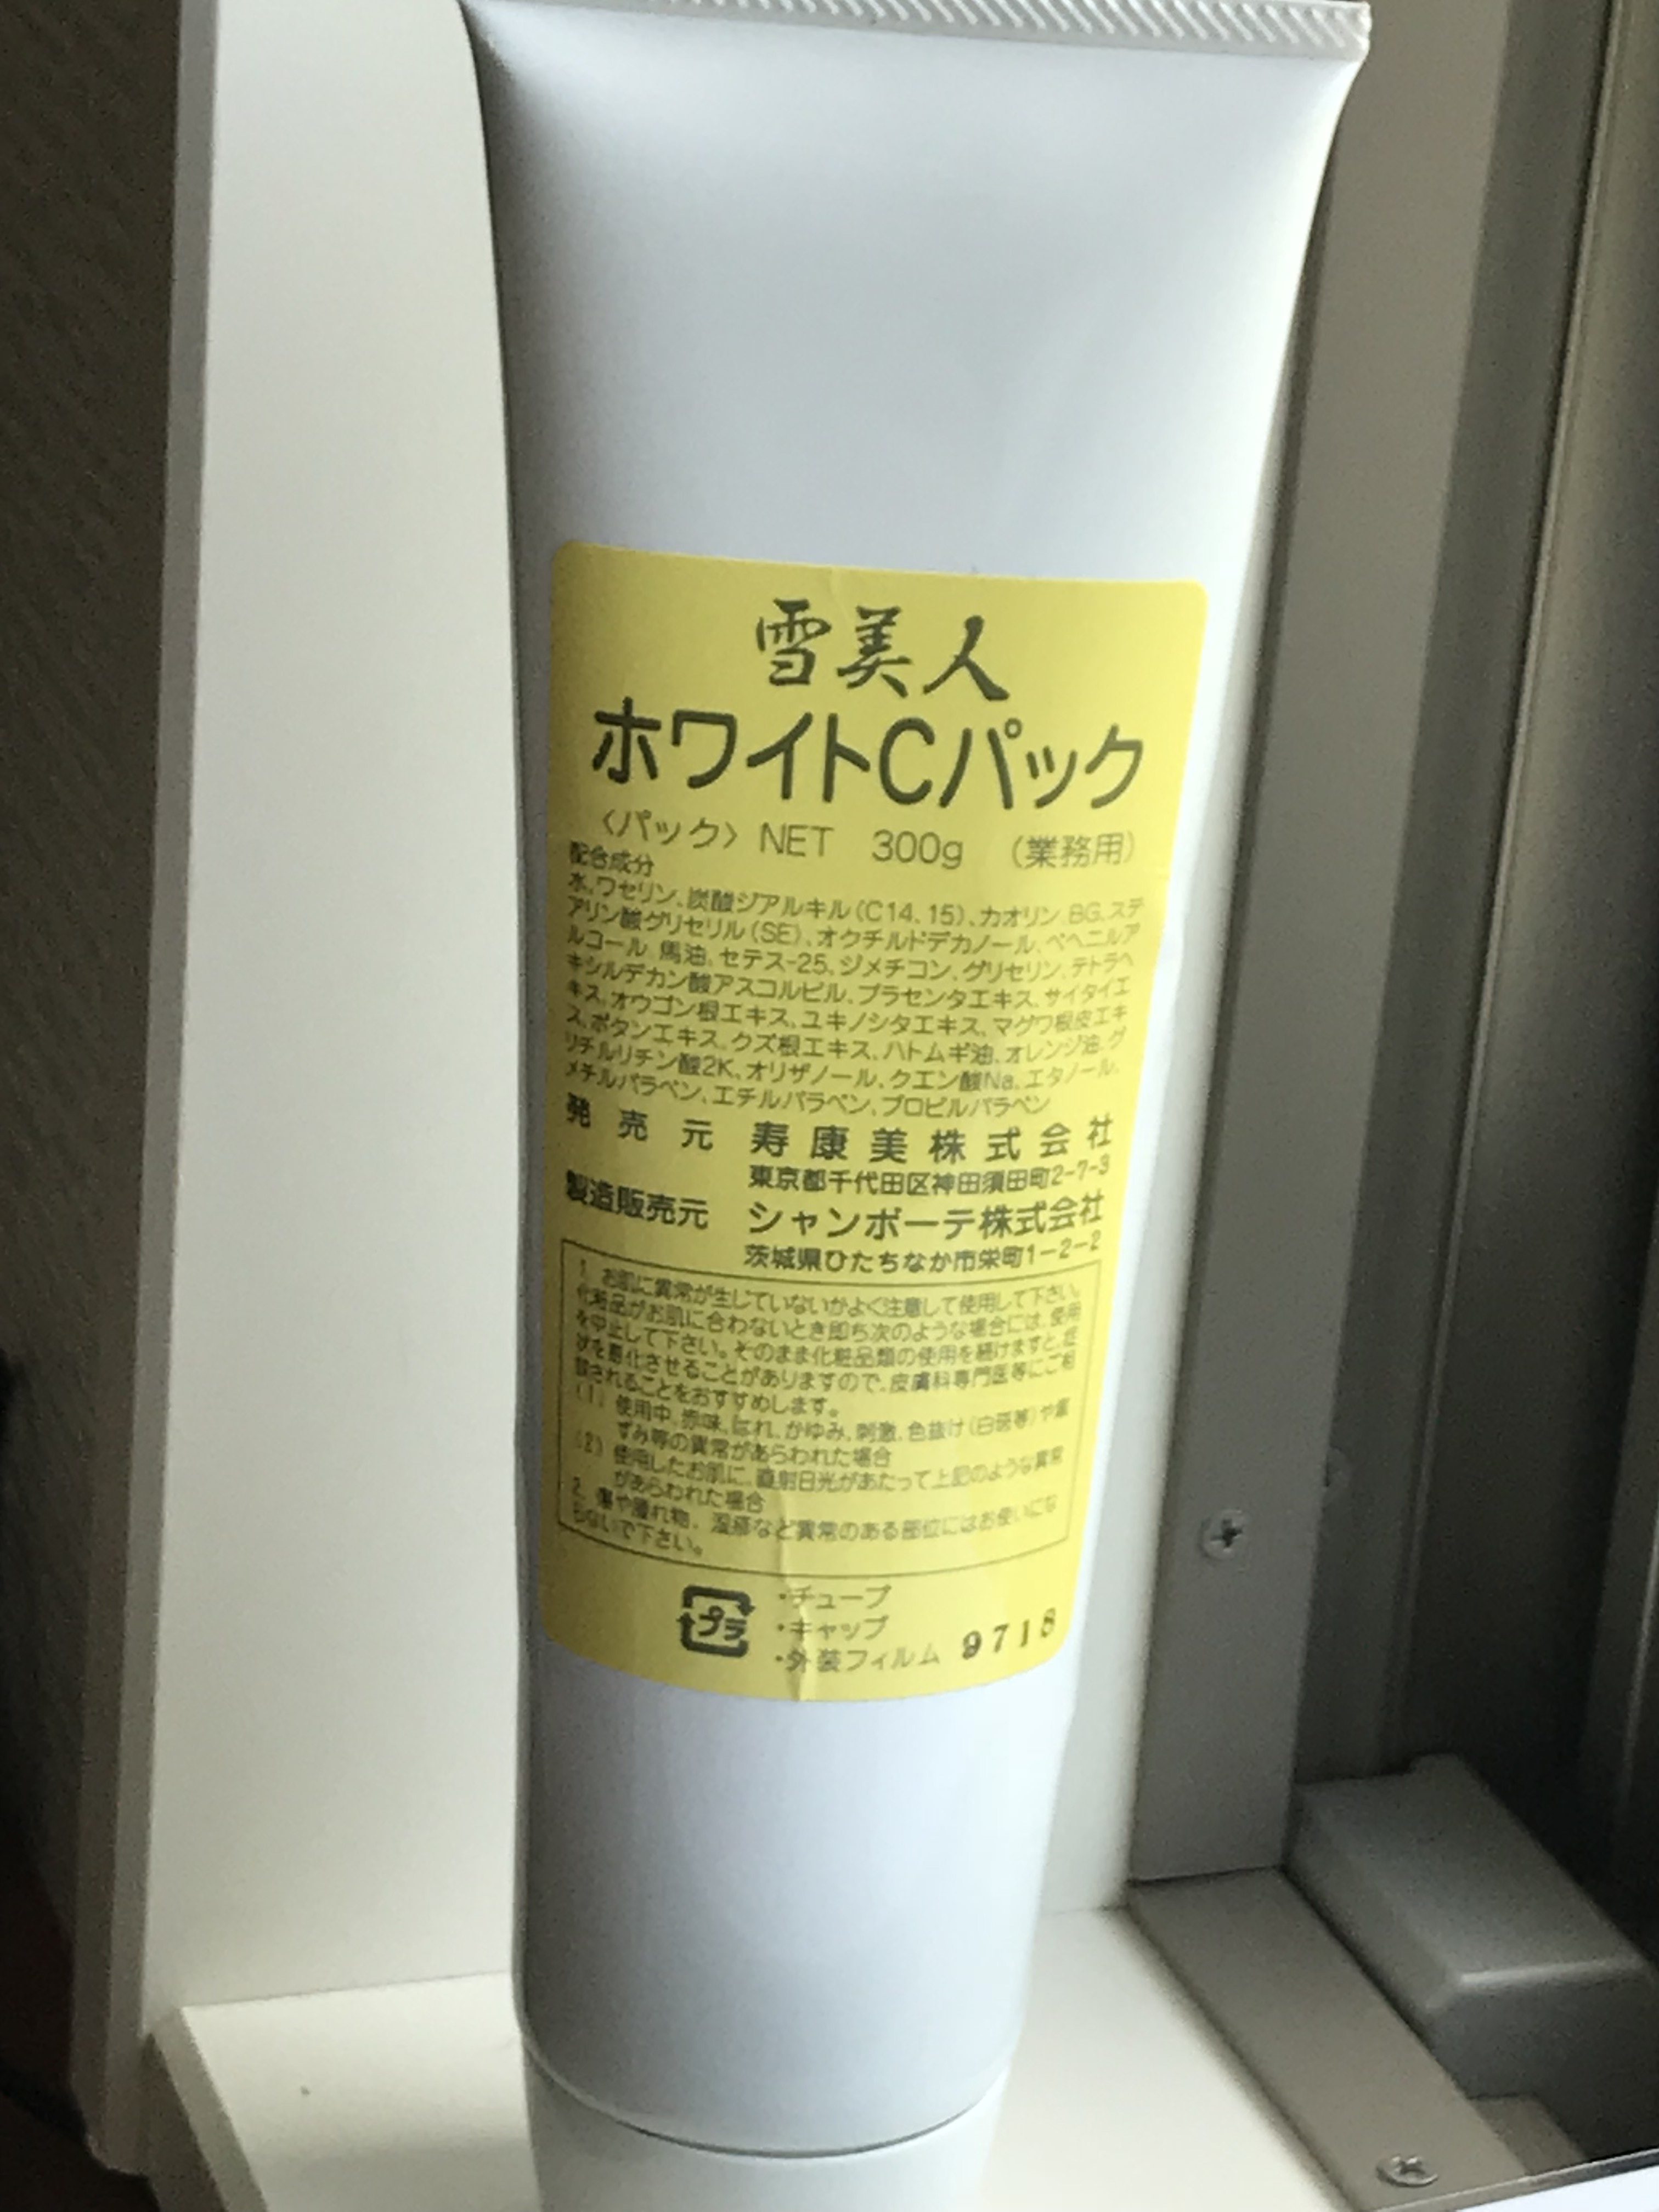 雪美人
ホワイトCパック
〈パック〉NET 300g （業務用）
配合成分
水、ワセリン、炭酸ジアルキル（C14、15）、カオリン、BG、ステ
アリン酸グリセリル（SE）、オクチルドデカノール、ベヘニルア
ルコール、馬油、セテス-25、ジメチコン、グリセリン、テトラヘ
キシルデカン酸アスコルビル、プラセンタエキス、サイタイエ
キス、オウゴン根エキス、ユキノシタエキス、マグワ根皮エキ
ス、ボタンエキス、クズ根エキス、ハトムギ油、オレンジ油、グ
リチルリチン酸2K、オリザノール、クエン酸Na、エタノール、
メチルパラベン、エチルパラベン、プロピルパラベン
発売元 寿康美株式会社
東京都千代田区神田須田町2-7-3
製造販売元 シャンボーテ株式会社
茨城県ひたちなか市栄町1-2-2
1. お肌に異常が生じていないかよく注意して使用して下さい。
化粧品がお肌に合わないとき即ち次のような場合には、使用
を中止して下さい。そのまま化粧品類の使用を続けますと、症
状を悪化させることがありますので、皮膚科専門医等にご相
談されることをおすすめします。
(1) 使用中、赤味、はれ、かゆみ、刺激、色抜け（白斑等）や黒
ずみ等の異常があらわれた場合
(2) 使用したお肌に、直射日光があたって上記のような異常
があらわれた場合
2. 傷や腫れ物、湿疹など異常のある部位にはお使いにな
らないで下さい。
プラ
・チューブ
・キャップ
・外装フィルム 9718